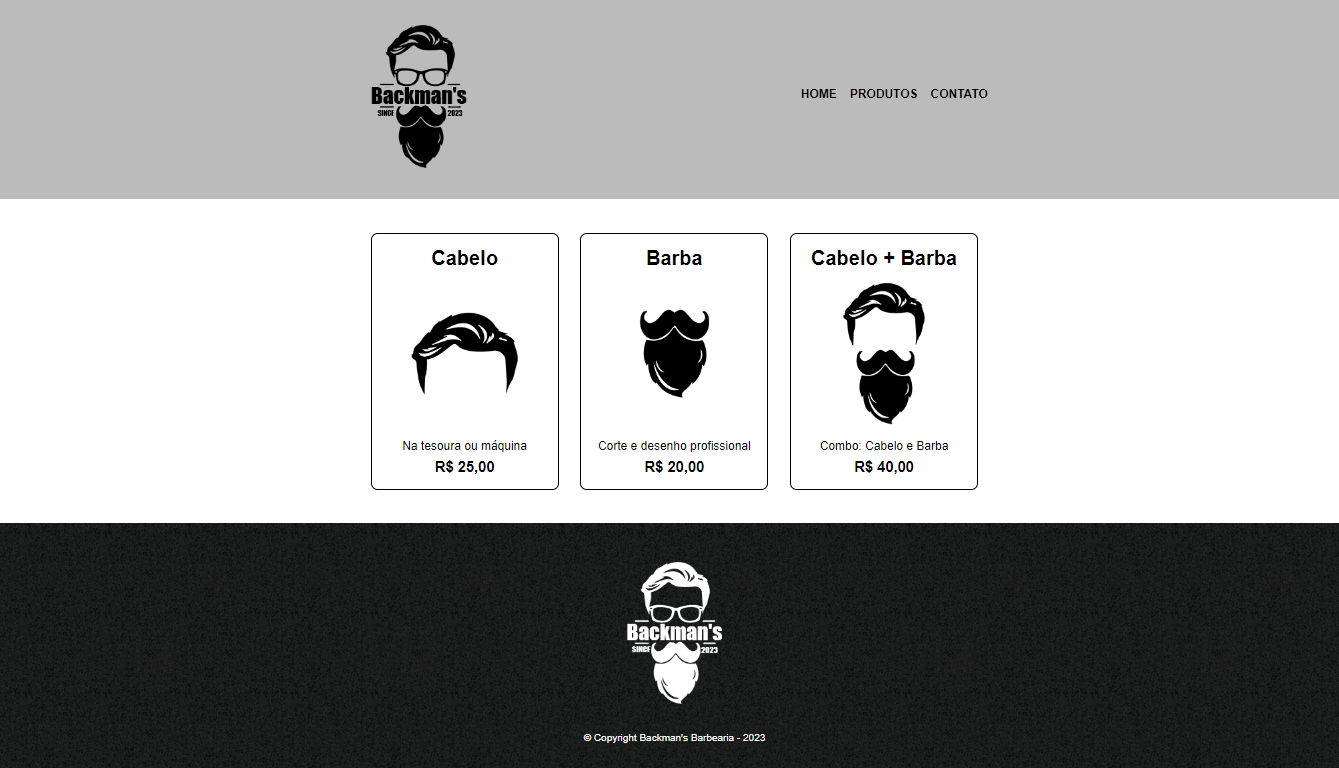 Backman's
SINCE 2023
HOME PRODUTOS CONTATO
Cabelo
Na tesoura ou máquina
R$ 25,00
Barba
Corte e desenho profissional
R$ 20,00
Cabelo + Barba
Combo: Cabelo e Barba
R$ 40,00
Backman's
SINCE 2023
© Copyright Backman's Barbearia - 2023